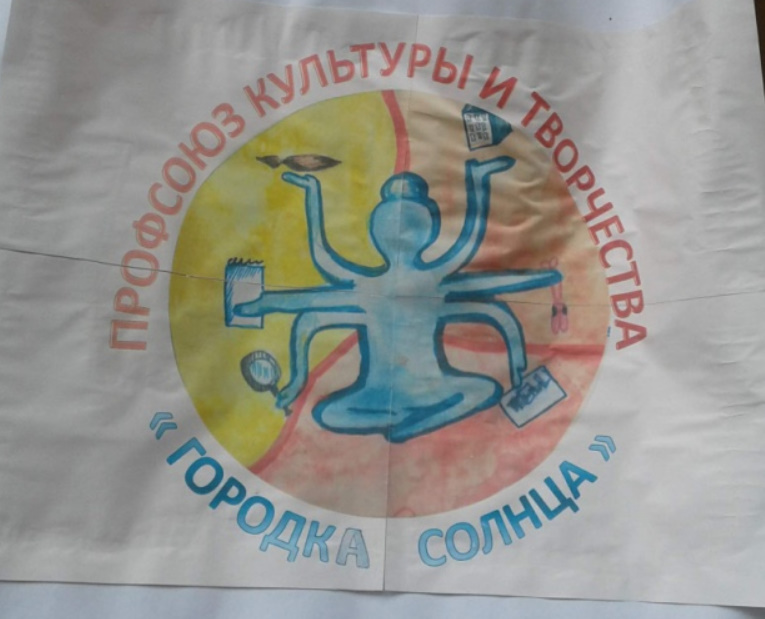 ПРОФСОЮЗ КУЛЬТУРЫ И ТВОРЧЕСТВА
« ГОРОДКА СОЛНЦА »